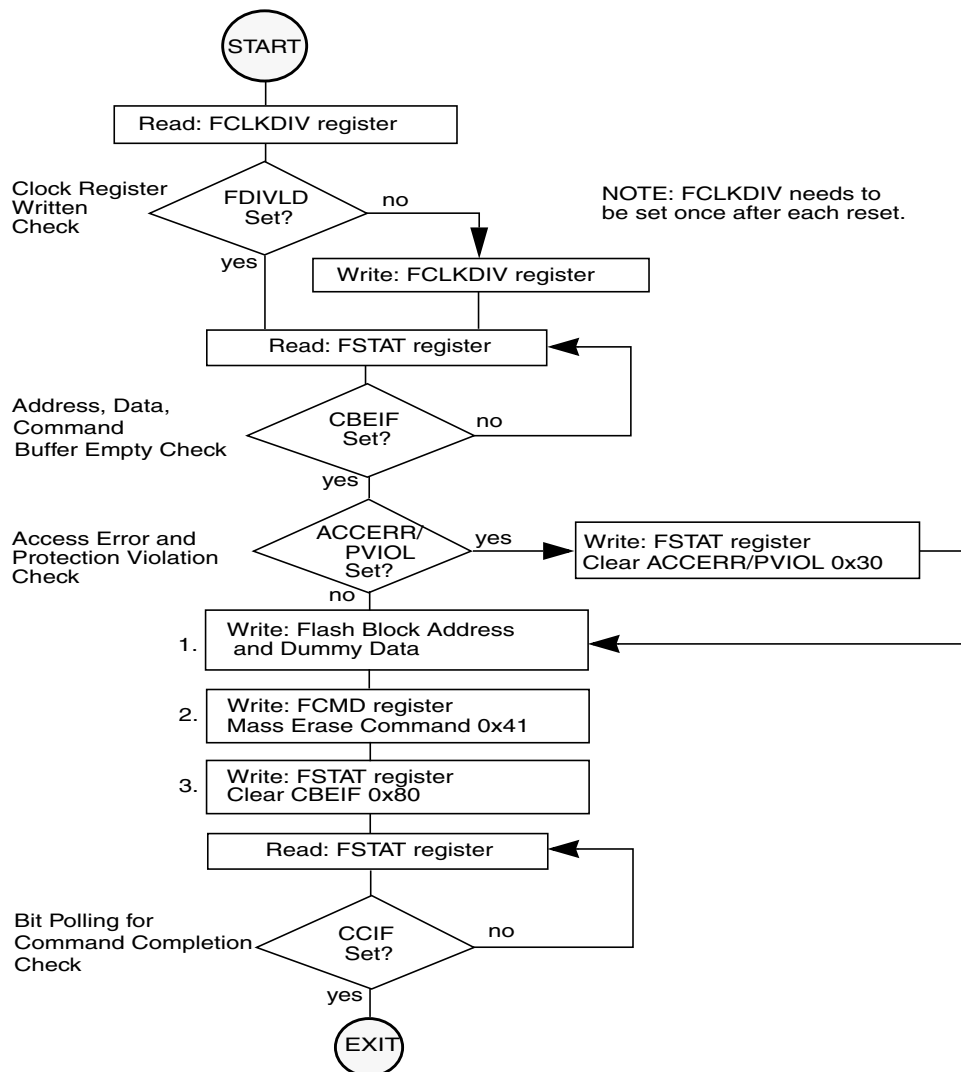 START
Read: FCLKDIV register
Clock Register
Written
Check
FDIVLD
Set?
no
yes
NOTE: FCLKDIV needs to
be set once after each reset.
Write: FCLKDIV register
Read: FSTAT register
Address, Data,
Command
Buffer Empty Check
CBEIF
Set?
no
yes
Access Error and
Protection Violation
Check
ACCERR/
PVIOL
Set?
yes
no
Write: FSTAT register
Clear ACCERR/PVIOL 0x30
1.
Write: Flash Block Address
and Dummy Data
2.
Write: FCMD register
Mass Erase Command 0x41
3.
Write: FSTAT register
Clear CBEIF 0x80
Read: FSTAT register
Bit Polling for
Command Completion
Check
CCIF
Set?
no
yes
EXIT